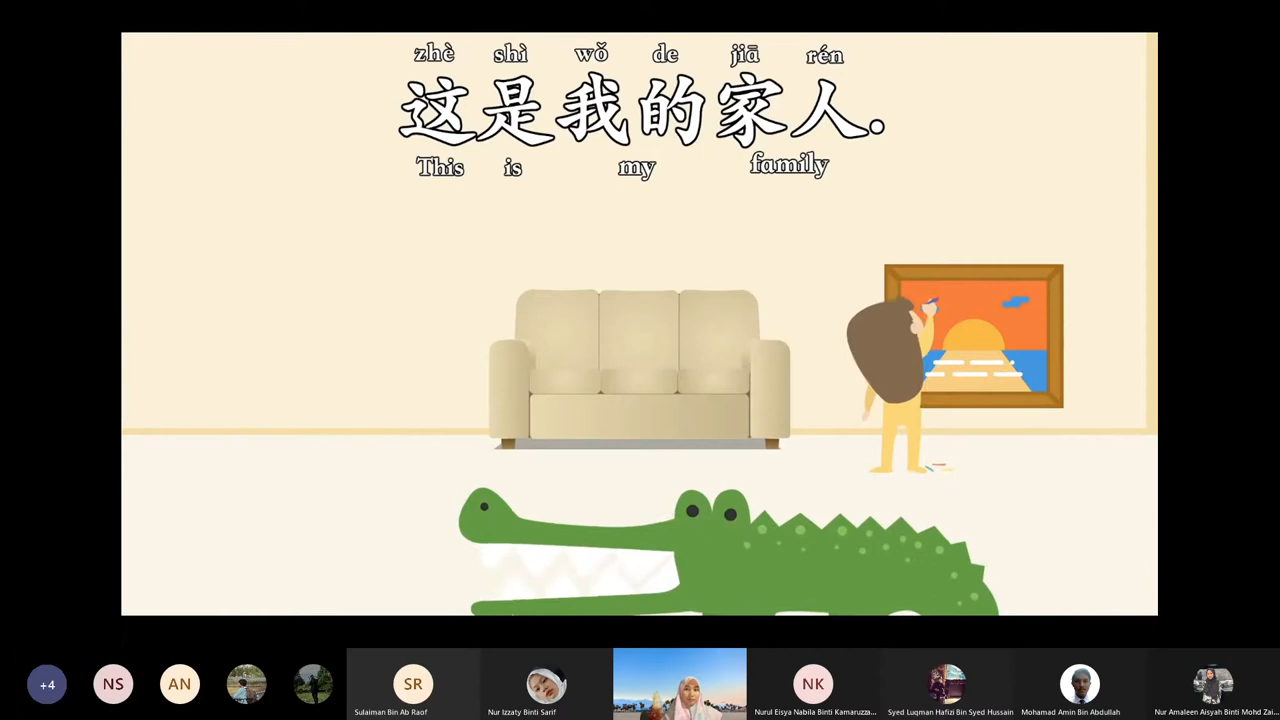 zhè shì wǒ de jiā rén
这是我的家人.
This is my family
+4
NS
AN
SR
NK
Sulaiman Bin Ab Raof
Nur Izzaty Binti Sarif
Nurul Eisya Nabila Binti Kamaruzza...
Syed Luqman Hafizi Bin Syed Hussain
Mohamad Amin Bin Abdullah
Nur Amaleen Aisyah Binti Mohd Zai...